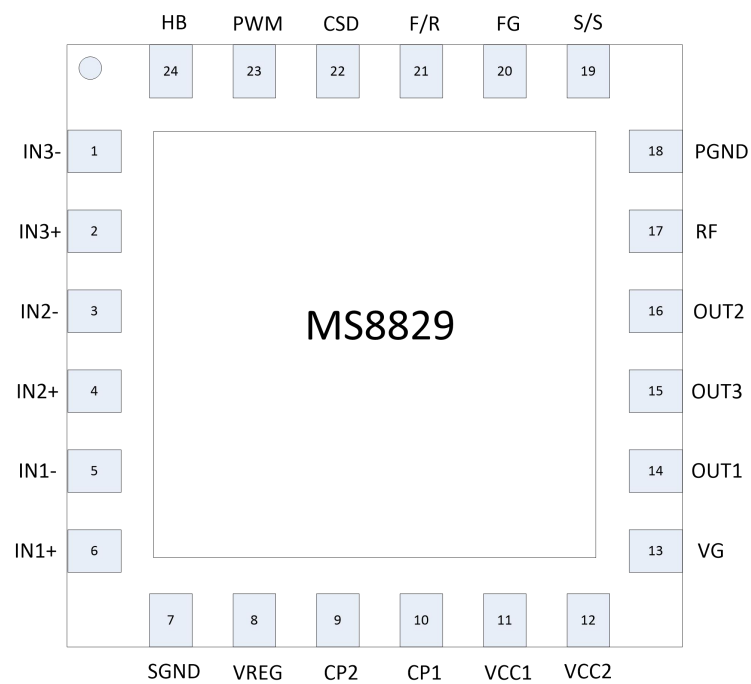 HB PWM CSD F/R FG S/S
24 23 22 21 20 19
IN3- 1 18 PGND
IN3+ 2 17 RF
IN2- 3 16 OUT2
MS8829
IN2+ 4 15 OUT3
IN1- 5 14 OUT1
IN1+ 6 13 VG
7 8 9 10 11 12
SGND VREG CP2 CP1 VCC1 VCC2